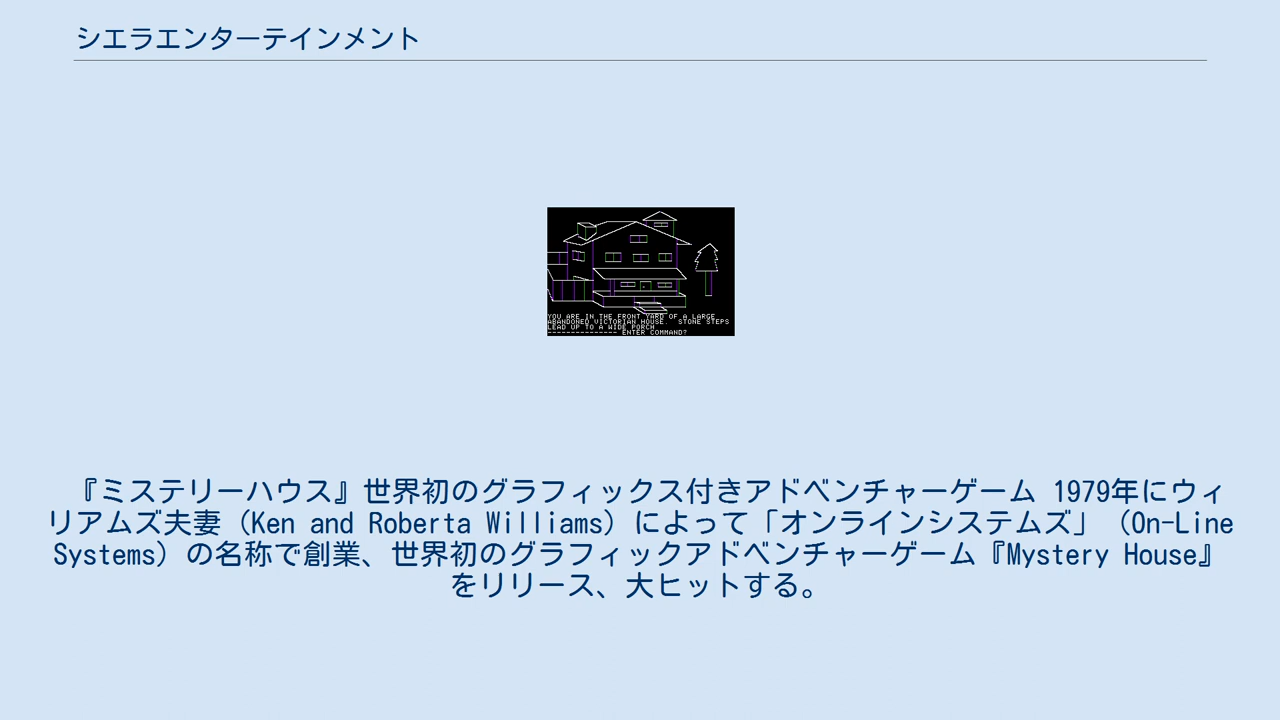 シエラエンターテインメント
YOU ARE IN THE FRONT YARD OF A LARGE
ABANDONED VICTORIAN HOUSE. STONE STEPS
LEAD UP TO A WIDE PORCH
--------------- ENTER COMMAND?
『ミステリーハウス』世界初のグラフィックス付きアドベンチャーゲーム 1979年にウィ
リアムズ夫妻（Ken and Roberta Williams）によって「オンラインシステムズ」（On-Line
Systems）の名称で創業、世界初のグラフィックアドベンチャーゲーム『Mystery House』
をリリース、大ヒットする。